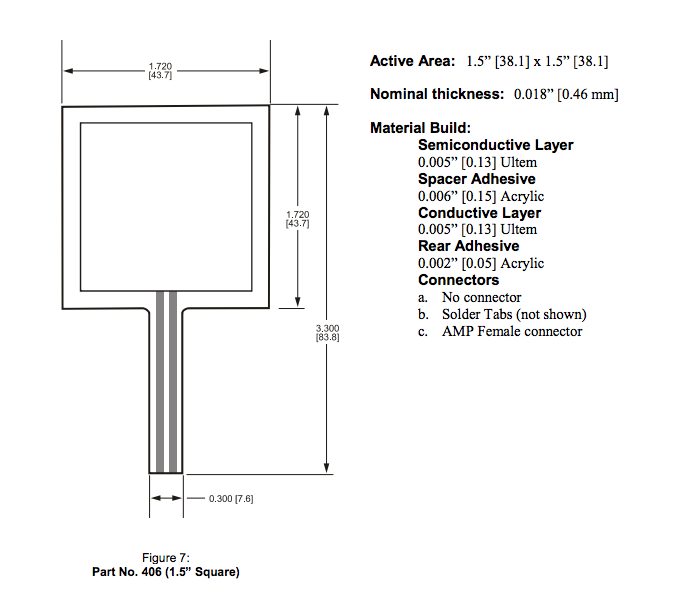 1.720
[43.7]
1.720
[43.7]
3.300
[83.8]
0.300 [7.6]
Figure 7:
Part No. 406 (1.5” Square)
Active Area: 1.5” [38.1] x 1.5” [38.1]
Nominal thickness: 0.018” [0.46 mm]
Material Build:
Semiconductive Layer
0.005” [0.13] Ultem
Spacer Adhesive
0.006” [0.15] Acrylic
Conductive Layer
0.005” [0.13] Ultem
Rear Adhesive
0.002” [0.05] Acrylic
Connectors
a. No connector
b. Solder Tabs (not shown)
c. AMP Female connector